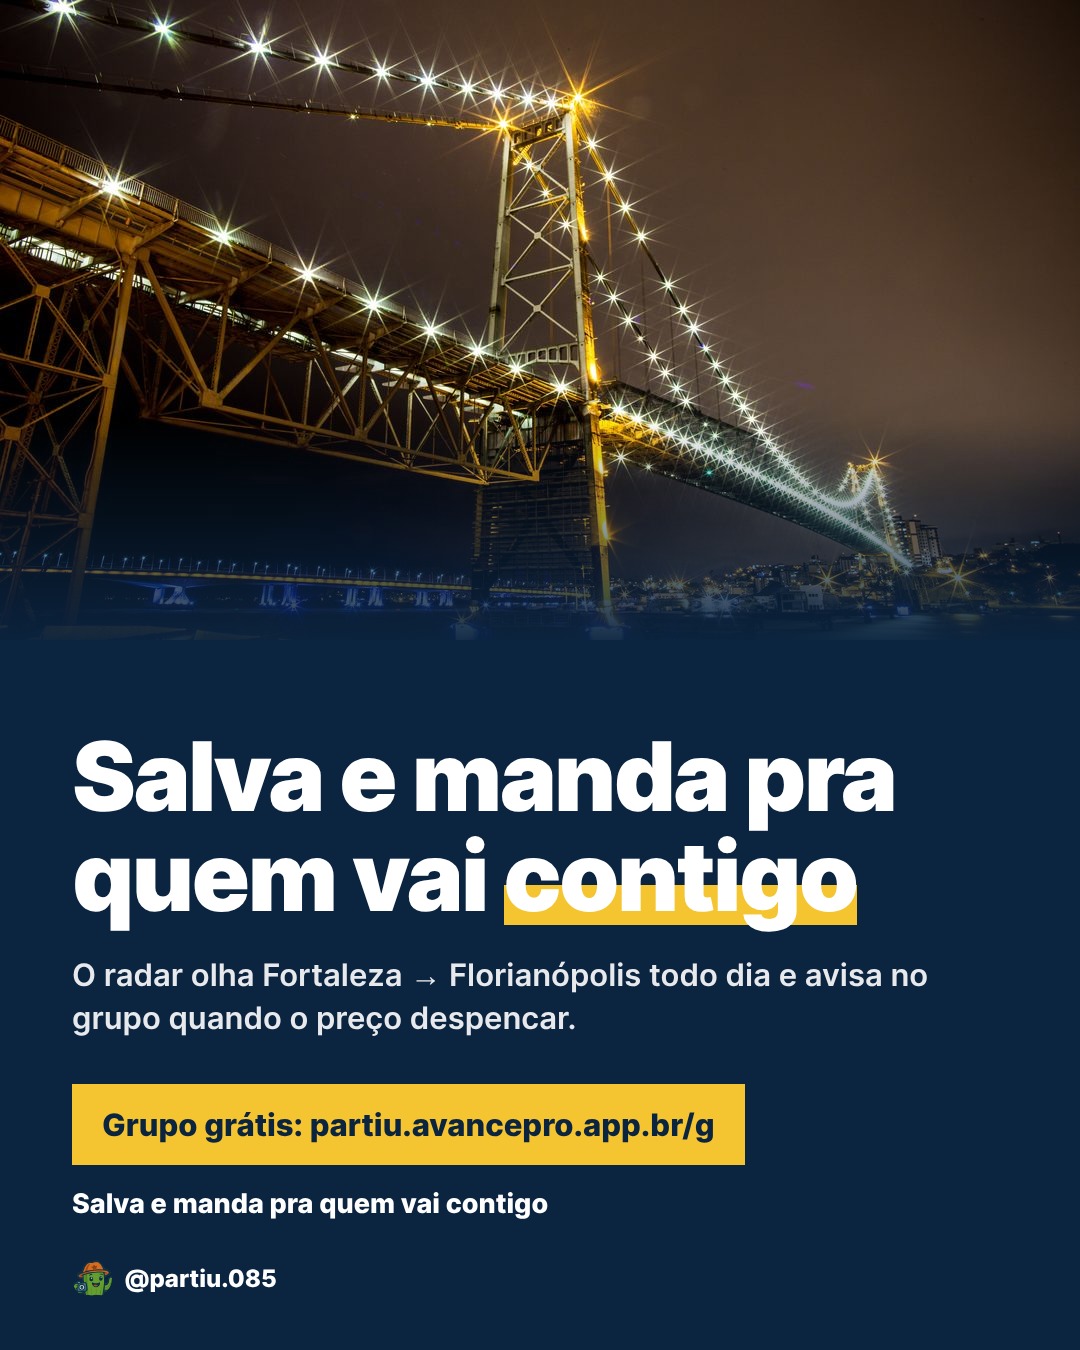 Salva e manda pra
quem vai contigo
O radar olha Fortaleza → Florianópolis todo dia e avisa no
grupo quando o preço despencar.
Grupo grátis: partiu.avancepro.app.br/g
Salva e manda pra quem vai contigo
@partiu.085